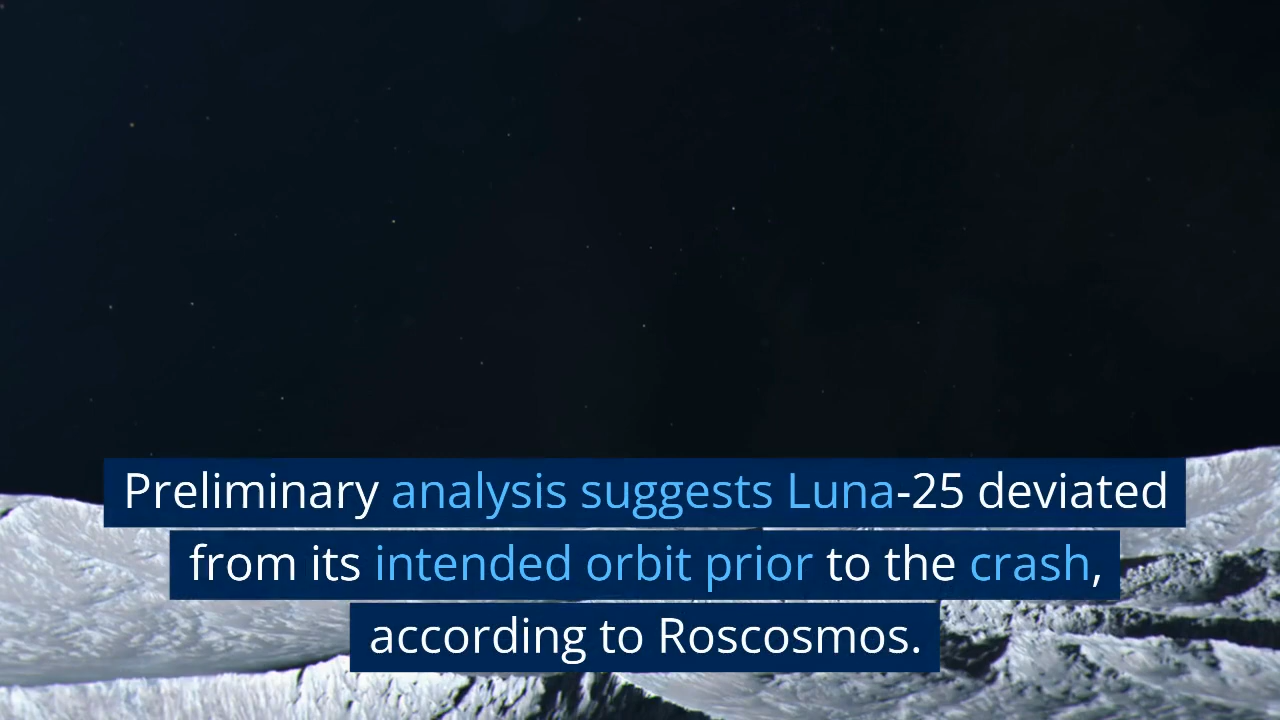 Preliminary analysis suggests Luna-25 deviated
from its intended orbit prior to the crash,
according to Roscosmos.